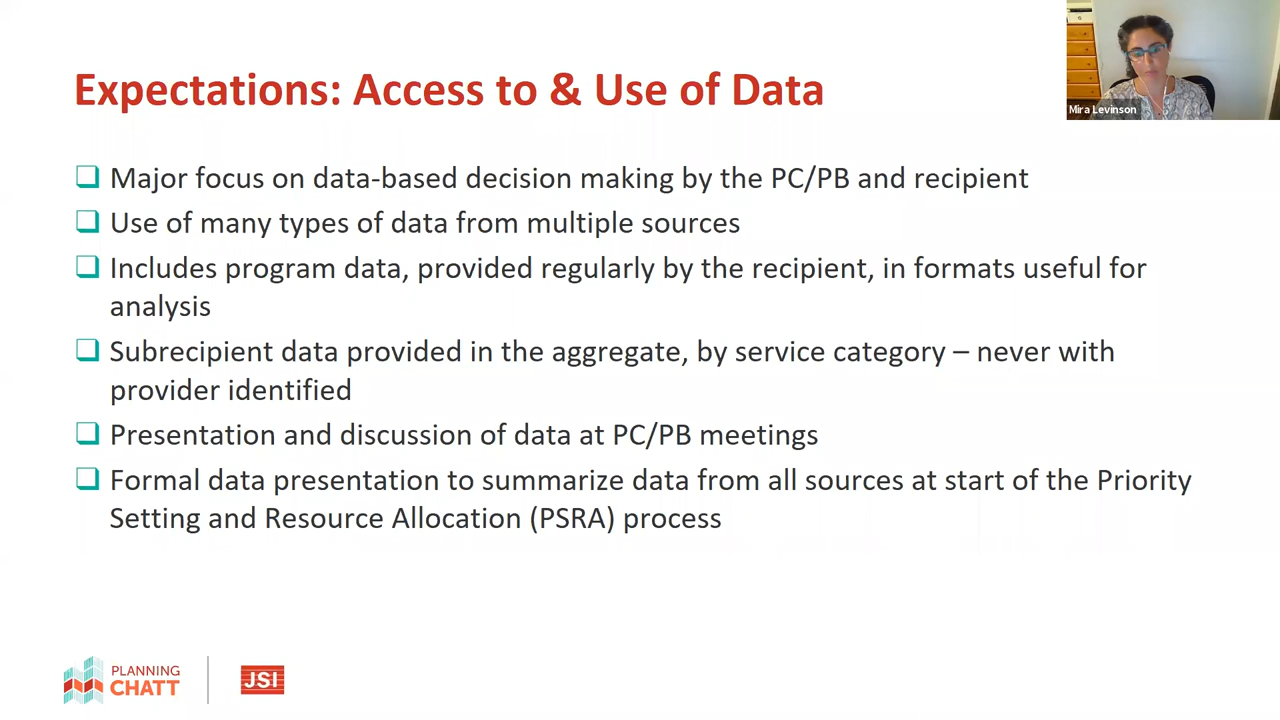 Expectations: Access to & Use of Data
Mira Levinson
Major focus on data-based decision making by the PC/PB and recipient
Use of many types of data from multiple sources
Includes program data, provided regularly by the recipient, in formats useful for
analysis
Subrecipient data provided in the aggregate, by service category – never with
provider identified
Presentation and discussion of data at PC/PB meetings
Formal data presentation to summarize data from all sources at start of the Priority
Setting and Resource Allocation (PSRA) process
PLANNING
CHATT
JSI